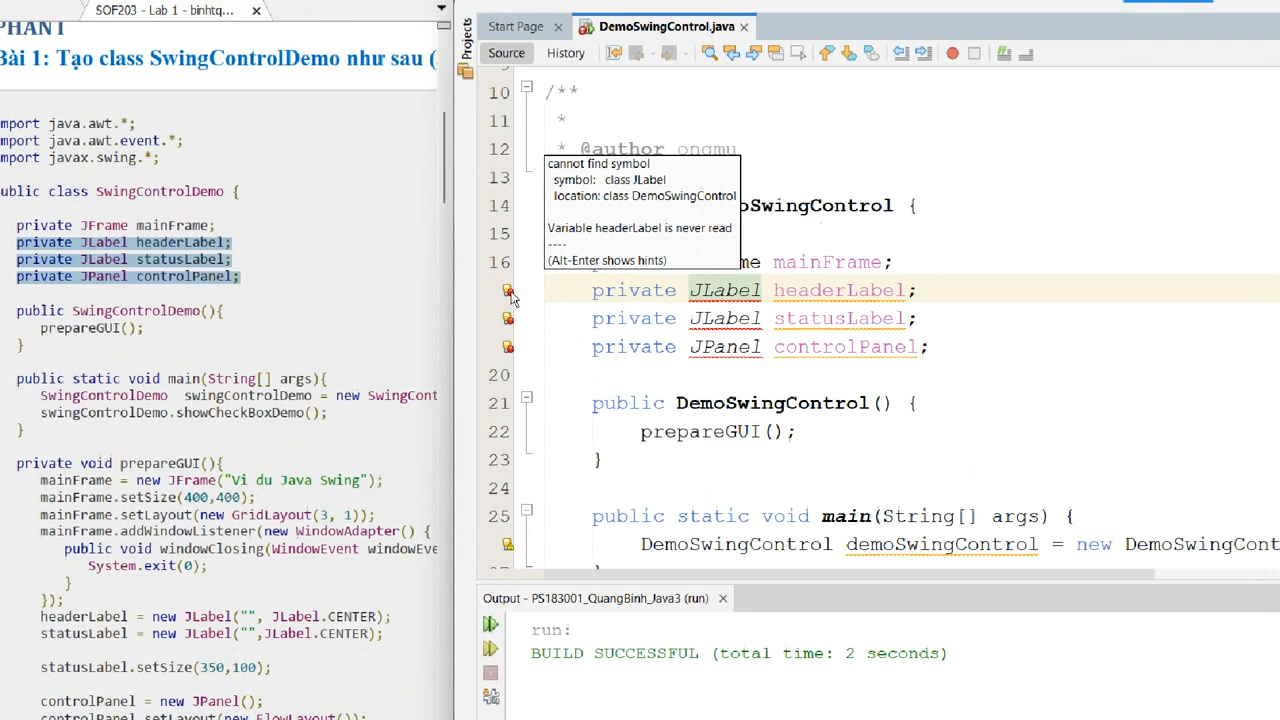 SOF203 - Lab 1 - binhtq...
PHẦN I
Bài 1: Tạo class SwingControlDemo như sau (
mport java.awt.*;
mport java.awt.event.*;
mport javax.swing.*;
ublic class SwingControlDemo {
private JFrame mainFrame;
private JLabel headerLabel;
private JLabel statusLabel;
private JPanel controlPanel;
public SwingControlDemo(){
prepareGUI();
}
public static void main(String[] args){
SwingControlDemo swingControlDemo = new SwingCont
swingControlDemo.showCheckBoxDemo();
}
private void prepareGUI(){
mainFrame = new JFrame("Vi du Java Swing");
mainFrame.setSize(400,400);
mainFrame.setLayout(new GridLayout(3, 1));
mainFrame.addWindowListener(new WindowAdapter() {
public void windowClosing(WindowEvent windowEve
System.exit(0);
}
});
headerLabel = new JLabel("", JLabel.CENTER);
statusLabel = new JLabel("",JLabel.CENTER);
statusLabel.setSize(350,100);
controlPanel = new JPanel();
controlPanel.setLayout(new FlowLayout());
Projects
Start Page
DemoSwingControl.java
Source History
10 /**
11 *
12 * @author ongmu
13
14 oSwingControl {
15
16 me mainFrame;
cannot find symbol
symbol: class JLabel
location: class DemoSwingControl
Variable headerLabel is never read
----
(Alt-Enter shows hints)
private JLabel headerLabel;
private JLabel statusLabel;
private JPanel controlPanel;
20
21 public DemoSwingControl() {
22 prepareGUI();
23 }
24
25 public static void main(String[] args) {
DemoSwingControl demoSwingControl = new DemoSwingCont
Output - PS183001_QuangBinh_Java3 (run)
run:
BUILD SUCCESSFUL (total time: 2 seconds)